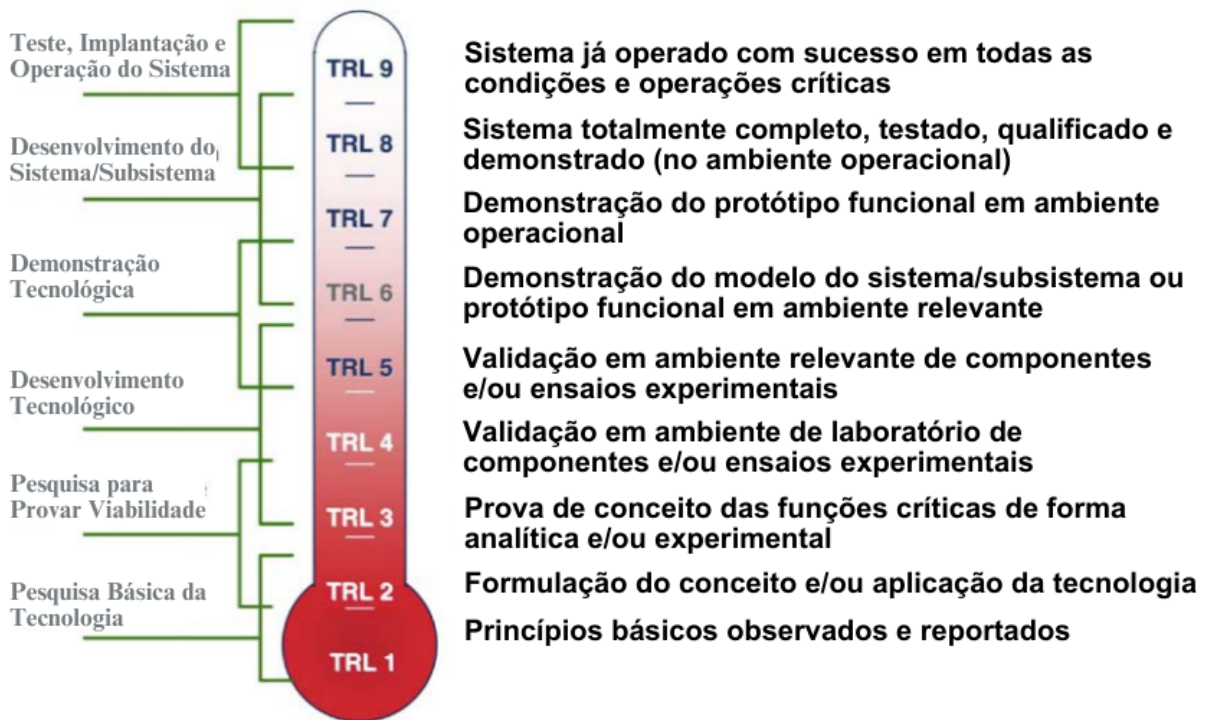 Teste, Implantação e
Operação do Sistema
TRL 9
Sistema já operado com sucesso em todas as
condições e operações críticas
Desenvolvimento do
Sistema/Subsistema
TRL 8
Sistema totalmente completo, testado, qualificado e
demonstrado (no ambiente operacional)
TRL 7
Demonstração do protótipo funcional em ambiente
operacional
Demonstração
Tecnológica
TRL 6
Demonstração do modelo do sistema/subsistema ou
protótipo funcional em ambiente relevante
Desenvolvimento
Tecnológico
TRL 5
Validação em ambiente relevante de componentes
e/ou ensaios experimentais
TRL 4
Validação em ambiente de laboratório de
componentes e/ou ensaios experimentais
Pesquisa para
Provar Viabilidade
TRL 3
Prova de conceito das funções críticas de forma
analítica e/ou experimental
Pesquisa Básica da
Tecnologia
TRL 2
Formulação do conceito e/ou aplicação da tecnologia
TRL 1
Princípios básicos observados e reportados